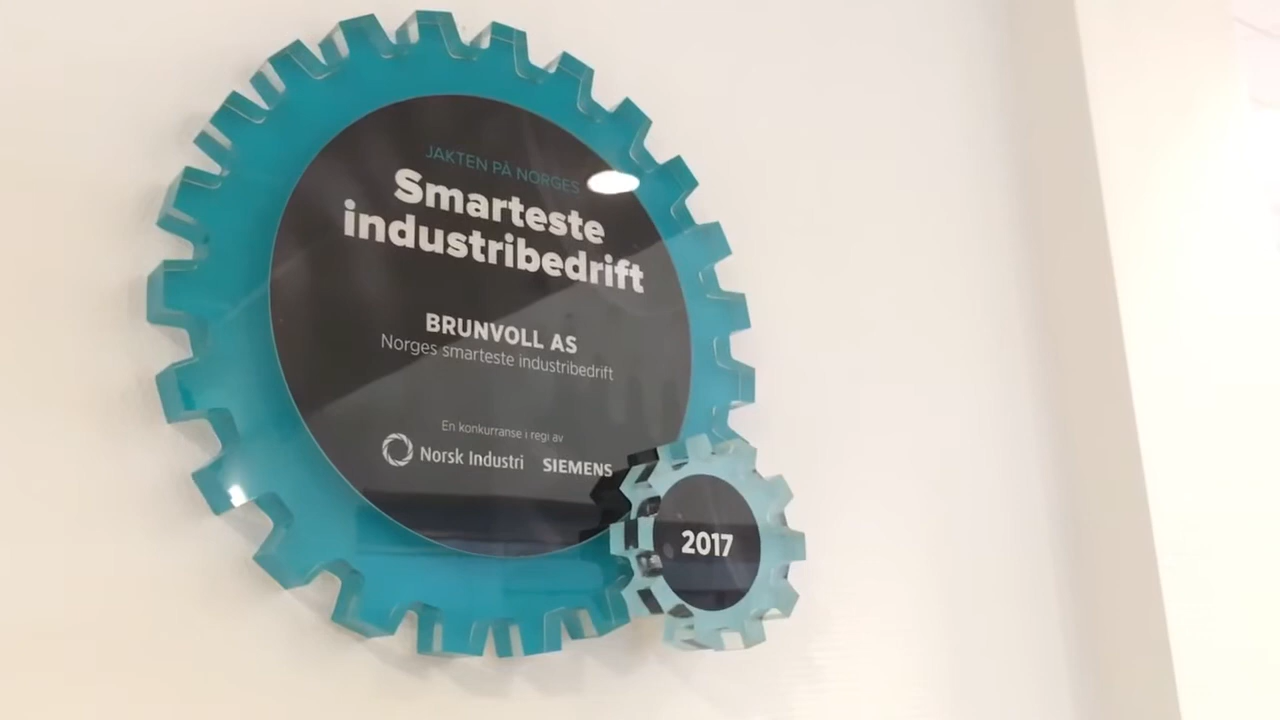 JAKTEN PÅ NORGES
Smarteste
industribedrift
BRUNVOLL AS
Norges smarteste industribedrift
En konkurranse i regi av
Norsk Industri SIEMENS
2017